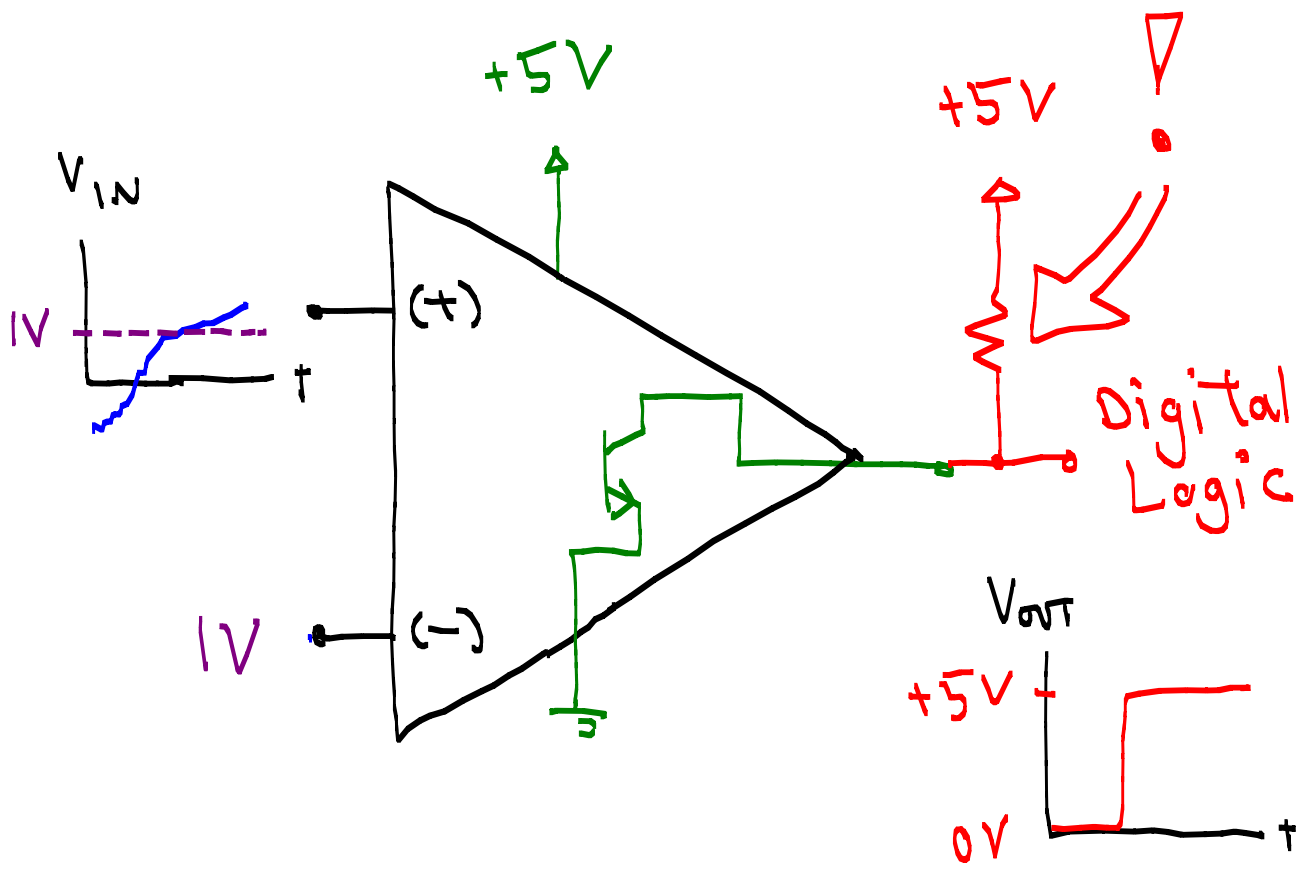 +5V
+5V
!
VIN
1V
t
(+)
Digital
Logic
1V
(-)
VOUT
+5V
0V
t